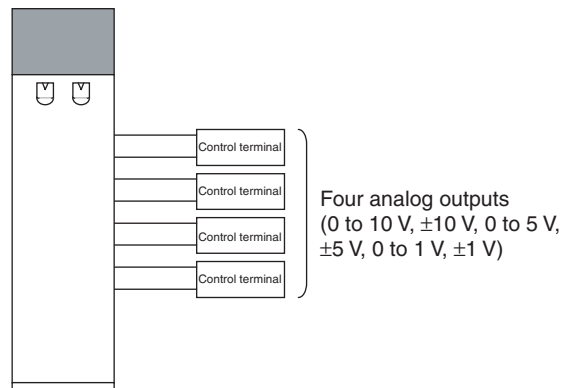 Control terminal
Control terminal
Control terminal
Control terminal
Four analog outputs
(0 to 10 V, ±10 V, 0 to 5 V,
±5 V, 0 to 1 V, ±1 V)